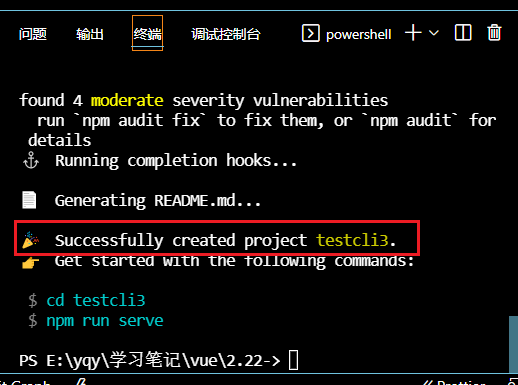 问题 输出 终端 调试控制台 powershell
found 4 moderate severity vulnerabilities
run `npm audit fix` to fix them, or `npm audit` for
details
Running completion hooks...
Generating README.md...
Successfully created project testcli3.
Get started with the following commands:
$ cd testcli3
$ npm run serve
PS E:\yqy\学习笔记\vue\2.22->